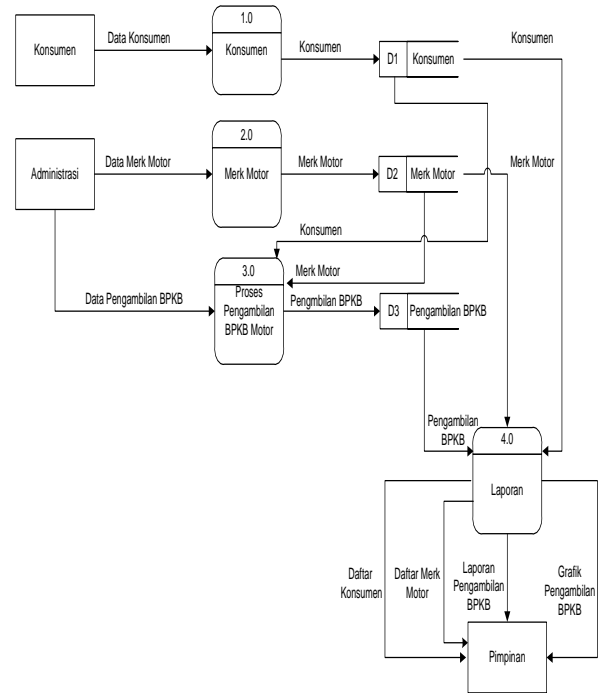 1.0
Konsumen
Data Konsumen
Konsumen
Konsumen
D1
Konsumen
Konsumen
2.0
Administrasi
Data Merk Motor
Merk Motor
Merk Motor
D2
Merk Motor
Merk Motor
Konsumen
3.0
Merk Motor
Data Pengambilan BPKB
Proses
Pengambilan
BPKB Motor
Pengmbilan BPKB
D3
Pengambilan BPKB
Pengambilan
BPKB
4.0
Laporan
Daftar
Konsumen
Daftar Merk
Motor
Laporan
Pengambilan
BPKB
Grafik
Pengambilan
BPKB
Pimpinan